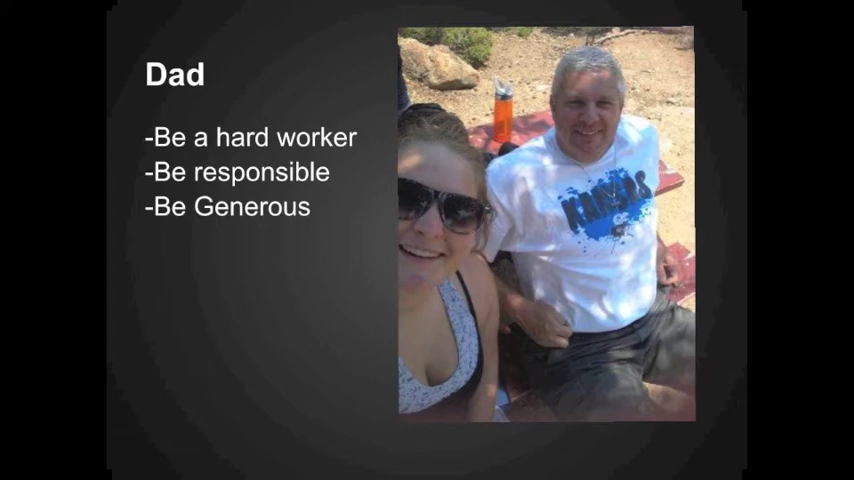 Dad
-Be a hard worker
-Be responsible
-Be Generous
KANSAS